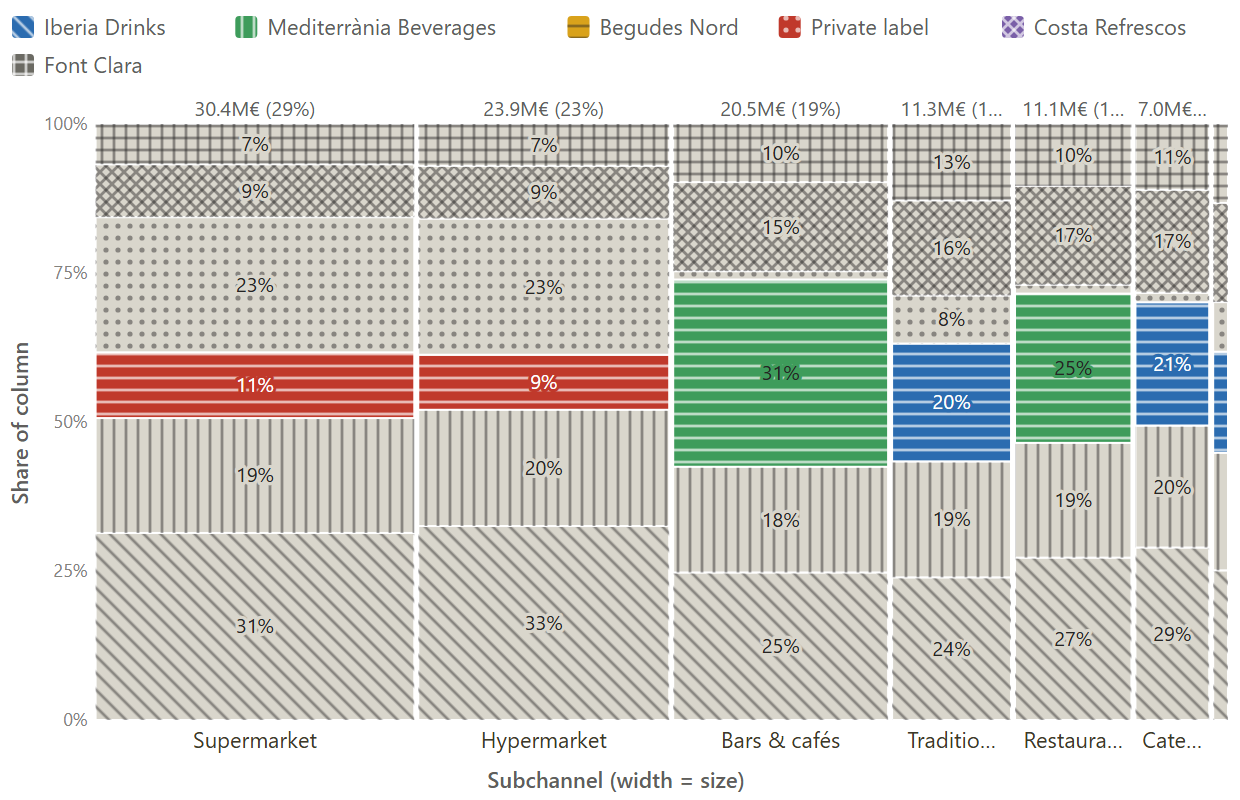 Iberia Drinks Mediterrània Beverages Begudes Nord Private label Costa Refrescos
Font Clara
30.4M€ (29%) 23.9M€ (23%) 20.5M€ (19%) 11.3M€ (1... 11.1M€ (1... 7.0M€...
100%
75%
50%
25%
0%
Share of column
7% 7% 10% 13% 10% 11%
9% 9% 15% 16% 17% 17%
23% 23% 8%
11% 9% 31% 20% 25% 21%
19% 20% 18% 19% 19% 20%
31% 33% 25% 24% 27% 29%
Supermarket Hypermarket Bars & cafés Traditio... Restaura... Cate...
Subchannel (width = size)